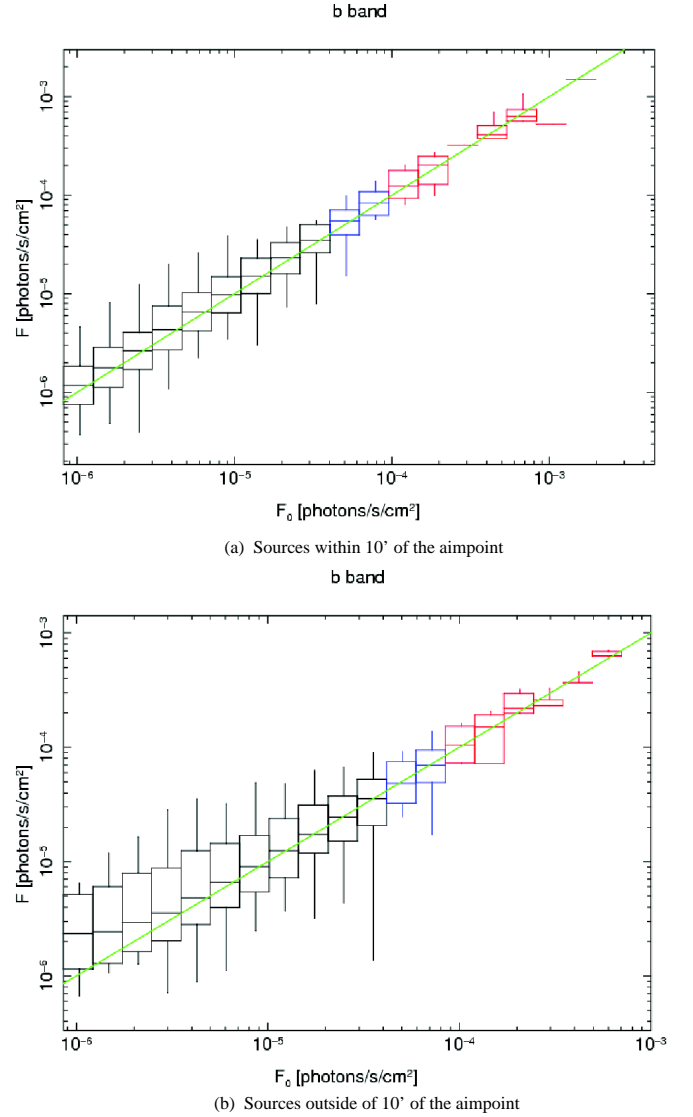 b band
10⁻³
10⁻⁴
10⁻⁵
10⁻⁶
F [photons/s/cm²]
10⁻⁶ 10⁻⁵ 10⁻⁴ 10⁻³
F₀ [photons/s/cm²]
(a) Sources within 10’ of the aimpoint
b band
10⁻³
10⁻⁴
10⁻⁵
10⁻⁶
F [photons/s/cm²]
10⁻⁶ 10⁻⁵ 10⁻⁴ 10⁻³
F₀ [photons/s/cm²]
(b) Sources outside of 10’ of the aimpoint